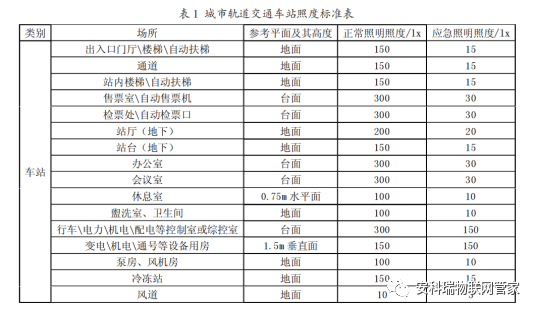 表1 城市轨道交通车站照度标准表
类别 场所 参考平面及其高度 正常照明照度/lx 应急照明照度/lx
车站
出入口门厅\楼梯\自动扶梯 地面 150 15
通道 地面 150 15
站内楼梯\自动扶梯 地面 150 15
售票室\自动售票机 台面 300 30
检票处\自动检票口 台面 300 30
站厅（地下） 地面 200 20
站台（地下） 地面 150 15
办公室 台面 300 30
会议室 台面 300 30
休息室 0.75m水平面 100 10
盥洗室、卫生间 地面 100 10
行车\电力\机电\配电等控制室或综控室 台面 300 150
变电\机电\通号等设备用房 1.5m垂直面 150 150
泵房、风机房 地面 100 10
冷冻站 地面 150 15
风道 地面 10
安科瑞物联网管家